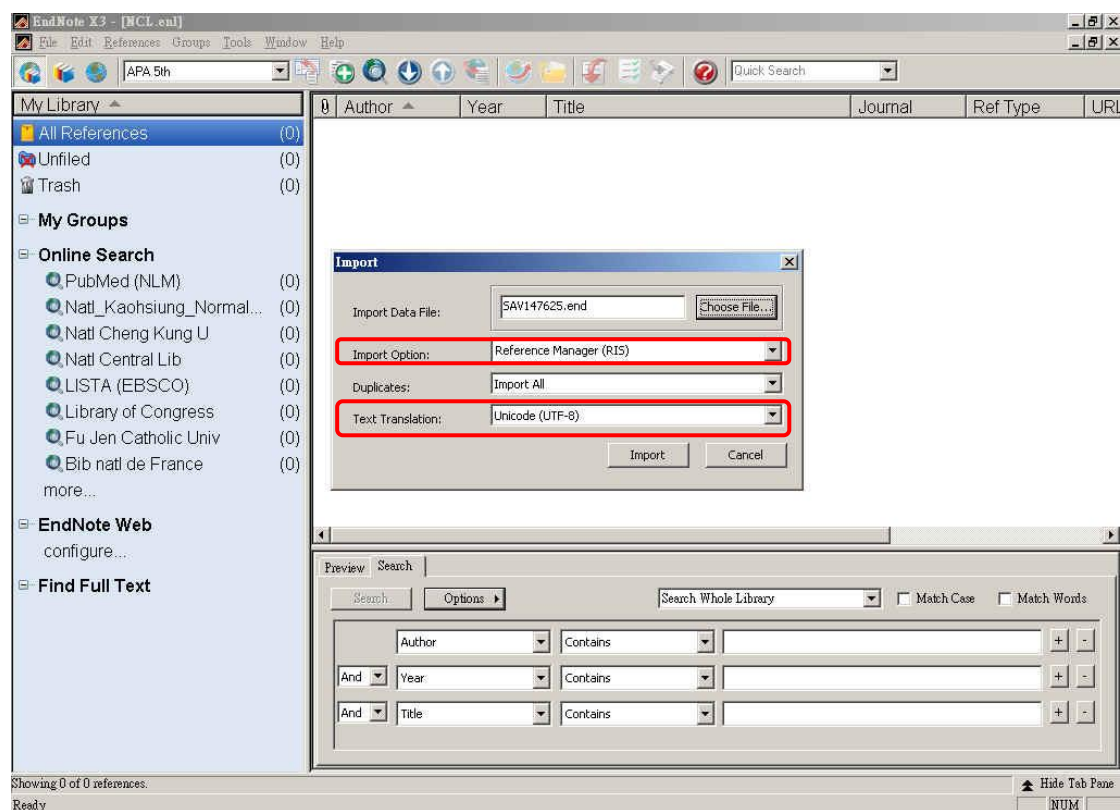 EndNote X3 - [NCL.enl]
File Edit References Groups Tools Window Help
APA 5th Quick Search
My Library
All References (0)
Unfiled (0)
Trash (0)
My Groups
Online Search
PubMed (NLM) (0)
Natl_Kaohsiung_Normal... (0)
Natl Cheng Kung U (0)
Natl Central Lib (0)
LISTA (EBSCO) (0)
Library of Congress (0)
Fu Jen Catholic Univ (0)
Bib natl de France (0)
more...
EndNote Web
configure...
Find Full Text
Author Year Title Journal Ref Type URL
Import
Import Data File: SAV147625.end Choose File...
Import Option: Reference Manager (RIS)
Duplicates: Import All
Text Translation: Unicode (UTF-8)
Import Cancel
Preview Search
Search Options Search Whole Library Match Case Match Words
Author Contains + -
And Year Contains + -
And Title Contains + -
Showing 0 of 0 references. Hide Tab Pane
Ready NUM